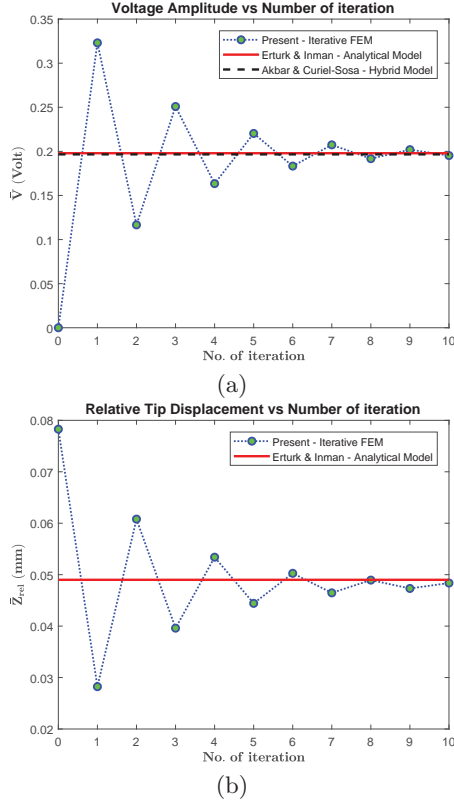 Voltage Amplitude vs Number of iteration
0.4
0.35
0.3
0.25
0.2
0.15
0.1
0.05
0
V̄ (Volt)
Present - Iterative FEM
Erturk & Inman - Analytical Model
Akbar & Curiel-Sosa - Hybrid Model
0 1 2 3 4 5 6 7 8 9 10
No. of iteration
(a)
Relative Tip Displacement vs Number of iteration
0.08
0.07
0.06
0.05
0.04
0.03
0.02
Z̄rel (mm)
Present - Iterative FEM
Erturk & Inman - Analytical Model
0 1 2 3 4 5 6 7 8 9 10
No. of iteration
(b)